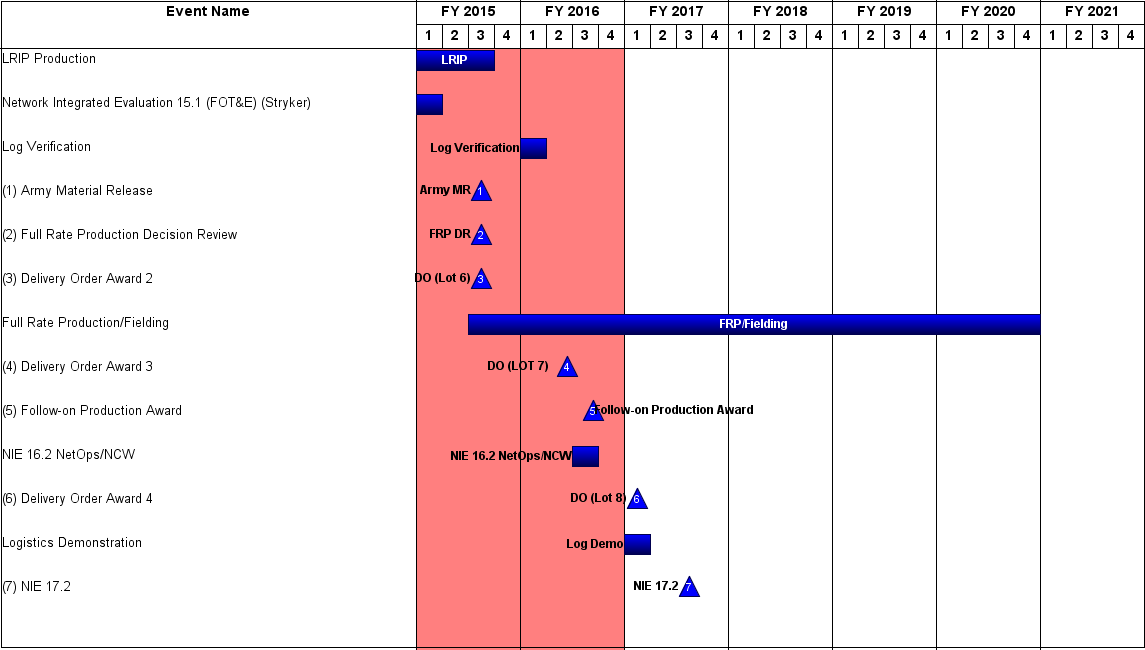 Event Name FY 2015 FY 2016 FY 2017 FY 2018 FY 2019 FY 2020 FY 2021
1 2 3 4 1 2 3 4 1 2 3 4 1 2 3 4 1 2 3 4 1 2 3 4 1 2 3 4
LRIP Production LRIP
Network Integrated Evaluation 15.1 (FOT&E) (Stryker)
Log Verification Log Verification
(1) Army Material Release Army MR 1
(2) Full Rate Production Decision Review FRP DR 2
(3) Delivery Order Award 2 DO (Lot 6) 3
Full Rate Production/Fielding FRP/Fielding
(4) Delivery Order Award 3 DO (LOT 7) 4
(5) Follow-on Production Award 5 Follow-on Production Award
NIE 16.2 NetOps/NCW NIE 16.2 NetOps/NCW
(6) Delivery Order Award 4 DO (Lot 8) 6
Logistics Demonstration Log Demo
(7) NIE 17.2 NIE 17.2 7